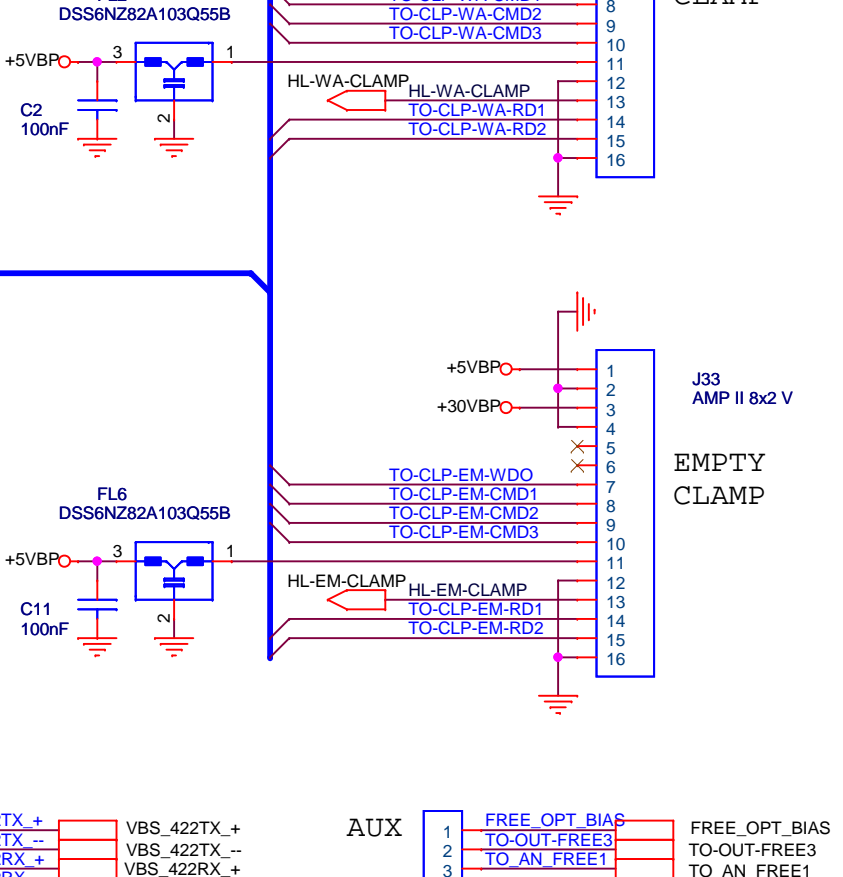 CLAMP
DSS6NZ82A103Q55B
TO-CLP-WA-CMD2
TO-CLP-WA-CMD3
8
9
10
11
12
13
14
15
16
+5VBP
3
1
2
C2
100nF
HL-WA-CLAMP
HL-WA-CLAMP
TO-CLP-WA-RD1
TO-CLP-WA-RD2
+5VBP
+30VBP
1
2
3
4
5
6
7
8
9
10
11
12
13
14
15
16
J33
AMP II 8x2 V
EMPTY
CLAMP
TO-CLP-EM-WDO
TO-CLP-EM-CMD1
TO-CLP-EM-CMD2
TO-CLP-EM-CMD3
FL6
DSS6NZ82A103Q55B
+5VBP
3
1
2
C11
100nF
HL-EM-CLAMP
HL-EM-CLAMP
TO-CLP-EM-RD1
TO-CLP-EM-RD2
TX_+
TX_--
RX_+
VBS_422TX_+
VBS_422TX_--
VBS_422RX_+
AUX
1
2
3
FREE_OPT_BIAS
TO-OUT-FREE3
TO_AN_FREE1
FREE_OPT_BIAS
TO-OUT-FREE3
TO_AN_FREE1